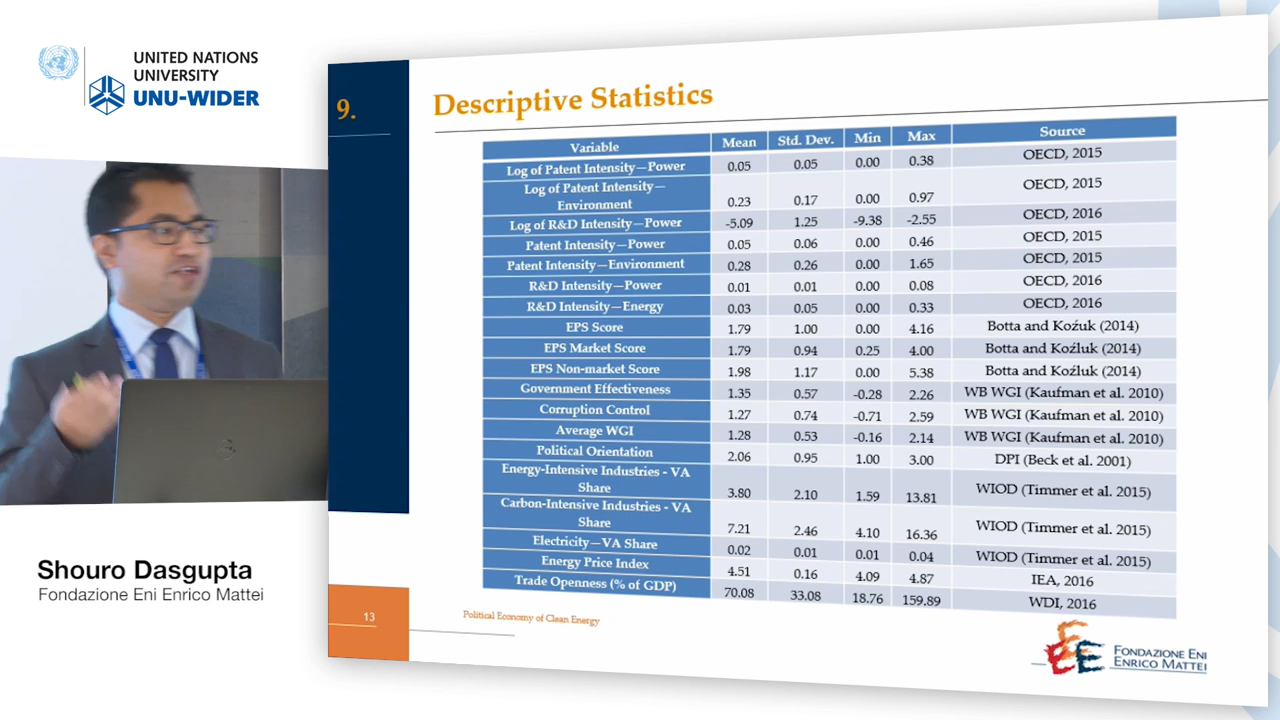 UNITED NATIONS
UNIVERSITY
UNU-WIDER
9.
Descriptive Statistics
Variable Mean Std. Dev. Min Max Source
Log of Patent Intensity—Power 0.05 0.05 0.00 0.38 OECD, 2015
Log of Patent Intensity—
Environment 0.23 0.17 0.00 0.97 OECD, 2015
Log of R&D Intensity—Power -5.09 1.25 -9.38 -2.55 OECD, 2016
Patent Intensity—Power 0.05 0.06 0.00 0.46 OECD, 2015
Patent Intensity—Environment 0.28 0.26 0.00 1.65 OECD, 2015
R&D Intensity—Power 0.01 0.01 0.00 0.08 OECD, 2016
R&D Intensity—Energy 0.03 0.05 0.00 0.33 OECD, 2016
EPS Score 1.79 1.00 0.00 4.16 Botta and Koźuk (2014)
EPS Market Score 1.79 0.94 0.25 4.00 Botta and Koźluk (2014)
EPS Non-market Score 1.98 1.17 0.00 5.38 Botta and Koźluk (2014)
Government Effectiveness 1.35 0.57 -0.28 2.26 WB WGI (Kaufman et al. 2010)
Corruption Control 1.27 0.74 -0.71 2.59 WB WGI (Kaufman et al. 2010)
Average WGI 1.28 0.53 -0.16 2.14 WB WGI (Kaufman et al. 2010)
Political Orientation 2.06 0.95 1.00 3.00 DPI (Beck et al. 2001)
Energy-Intensive Industries - VA
Share 3.80 2.10 1.59 13.81 WIOD (Timmer et al. 2015)
Carbon-Intensive Industries - VA
Share 7.21 2.46 4.10 16.36 WIOD (Timmer et al. 2015)
Electricity—VA Share 0.02 0.01 0.01 0.04 WIOD (Timmer et al. 2015)
Energy Price Index 4.51 0.16 4.09 4.87 IEA, 2016
Trade Openness (% of GDP) 70.08 33.08 18.76 159.89 WDI, 2016
Shouro Dasgupta
Fondazione Eni Enrico Mattei
13
Political Economy of Clean Energy
FONDAZIONE ENI
ENRICO MATTEI